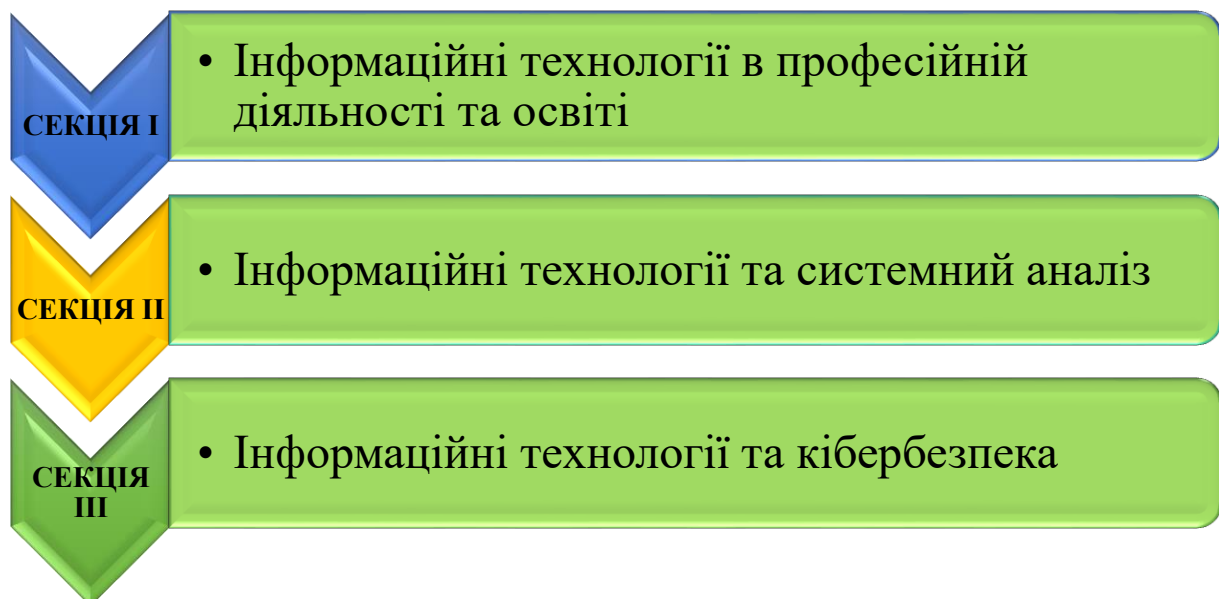 СЕКЦІЯ І
• Інформаційні технології в професійній
діяльності та освіті
СЕКЦІЯ ІІ
• Інформаційні технології та системний аналіз
СЕКЦІЯ
ІІІ
• Інформаційні технології та кібербезпека